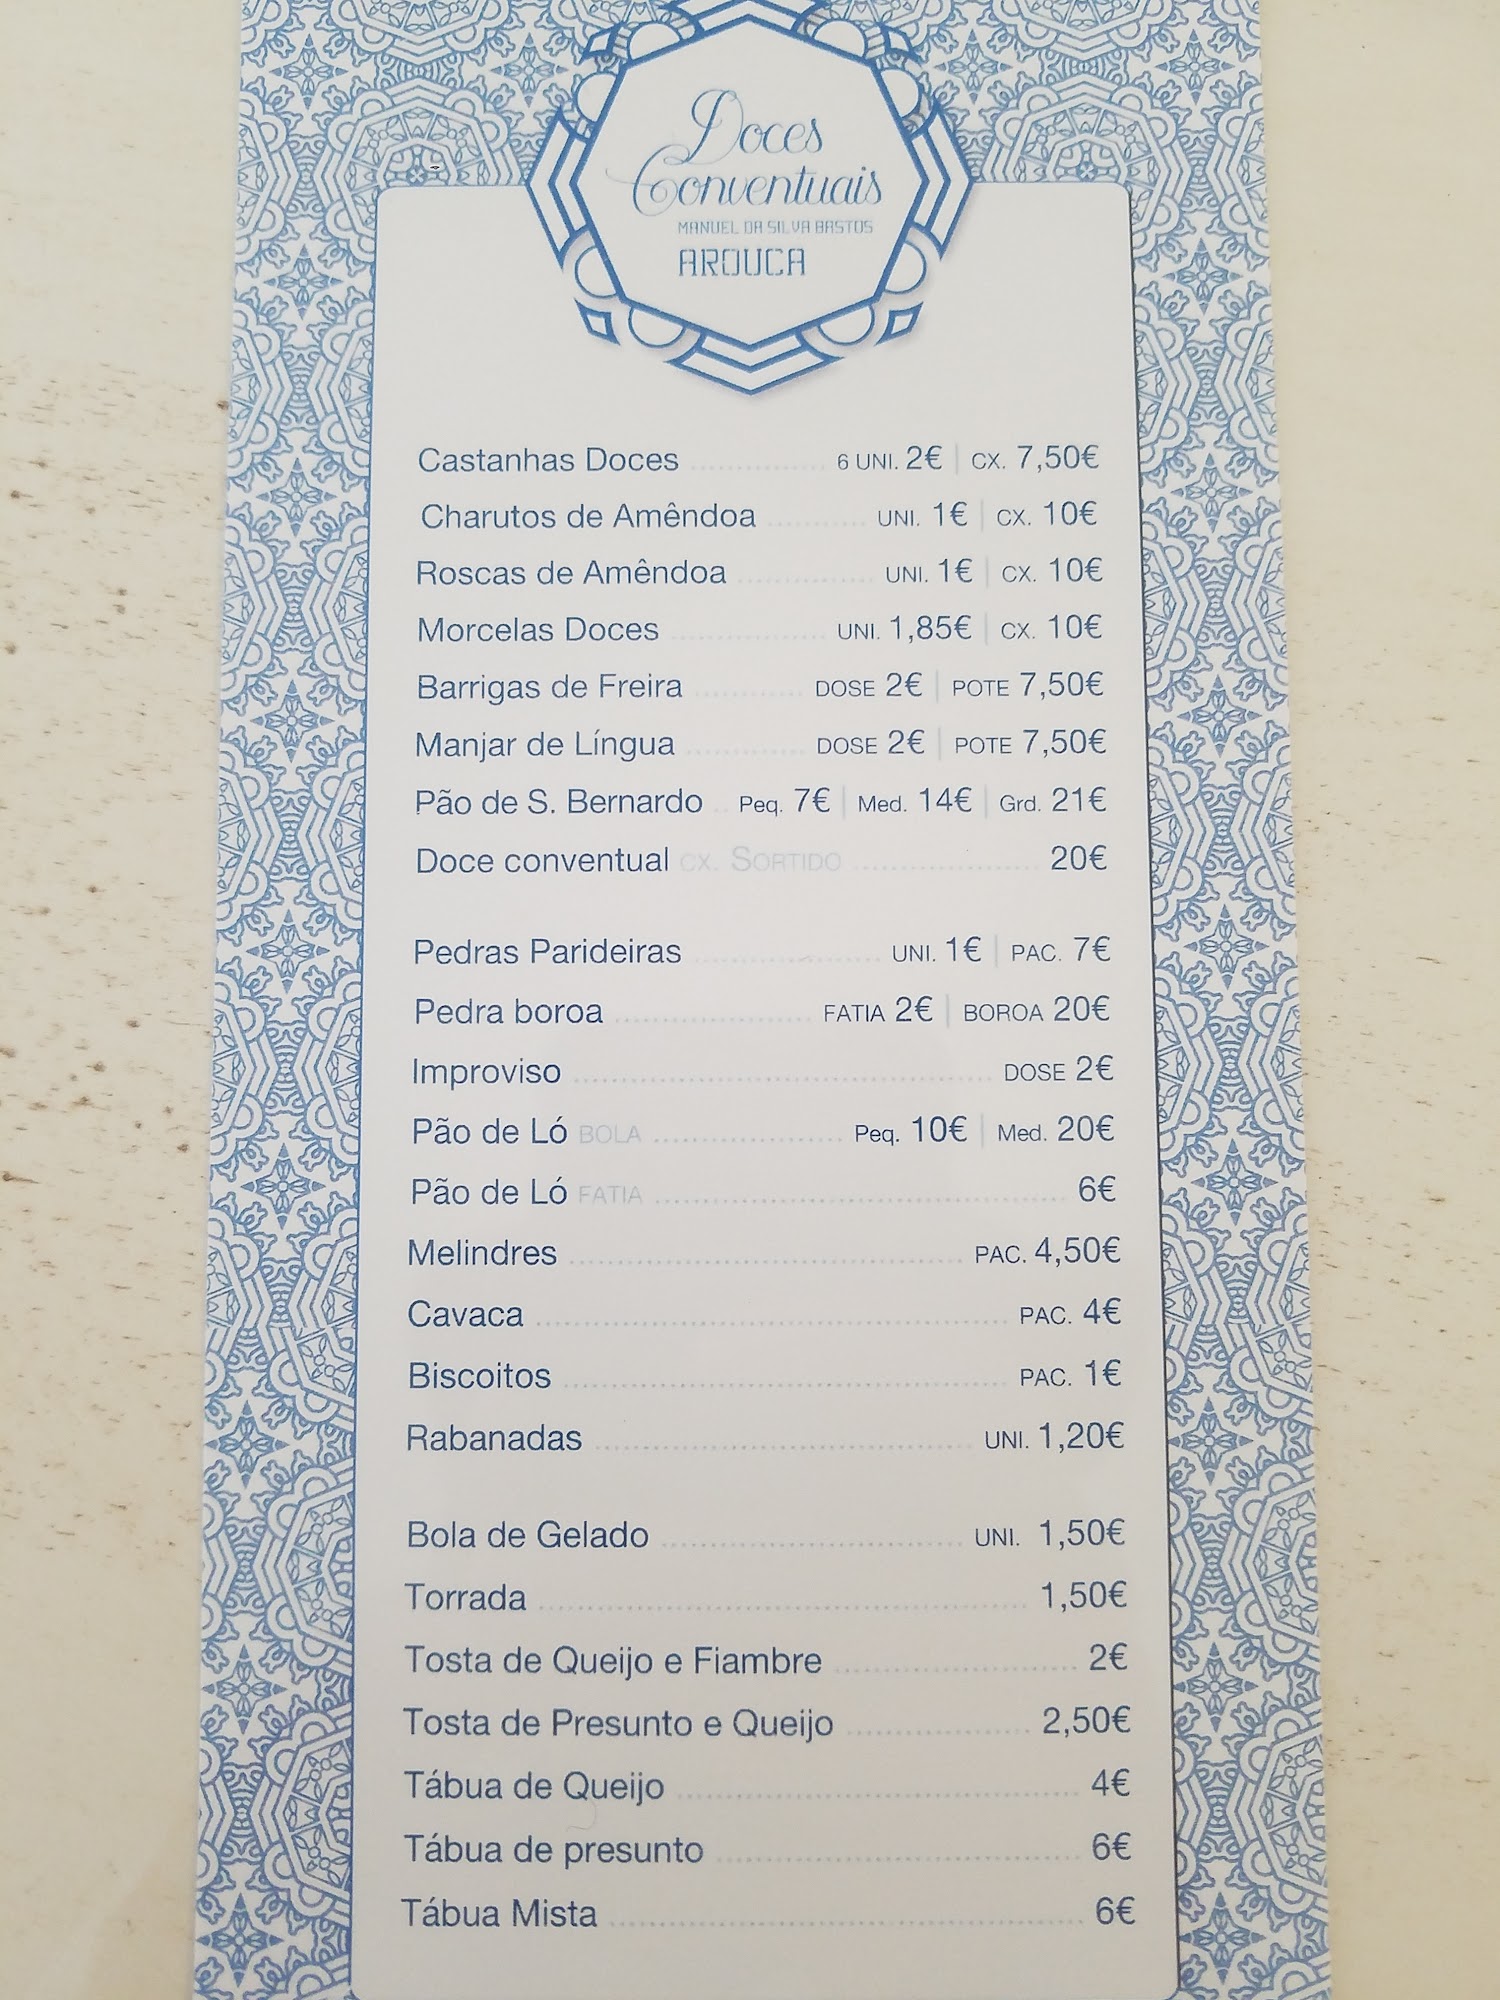 Doces
Conventuais
MANUEL DA SILVA BASTOS
AROUCA
Castanhas Doces 6 UNI. 2€ | CX. 7,50€
Charutos de Amêndoa UNI. 1€ | CX. 10€
Roscas de Amêndoa UNI. 1€ | CX. 10€
Morcelas Doces UNI. 1,85€ | CX. 10€
Barrigas de Freira DOSE 2€ | POTE 7,50€
Manjar de Língua DOSE 2€ | POTE 7,50€
Pão de S. Bernardo Peq. 7€ | Med. 14€ | Grd. 21€
Doce conventual CX. SORTIDO 20€
Pedras Parideiras UNI. 1€ | PAC. 7€
Pedra boroa FATIA 2€ | BOROA 20€
Improviso DOSE 2€
Pão de Ló BOLA Peq. 10€ | Med. 20€
Pão de Ló FATIA 6€
Melindres PAC. 4,50€
Cavaca PAC. 4€
Biscoitos PAC. 1€
Rabanadas UNI. 1,20€
Bola de Gelado UNI. 1,50€
Torrada 1,50€
Tosta de Queijo e Fiambre 2€
Tosta de Presunto e Queijo 2,50€
Tábua de Queijo 4€
Tábua de presunto 6€
Tábua Mista 6€